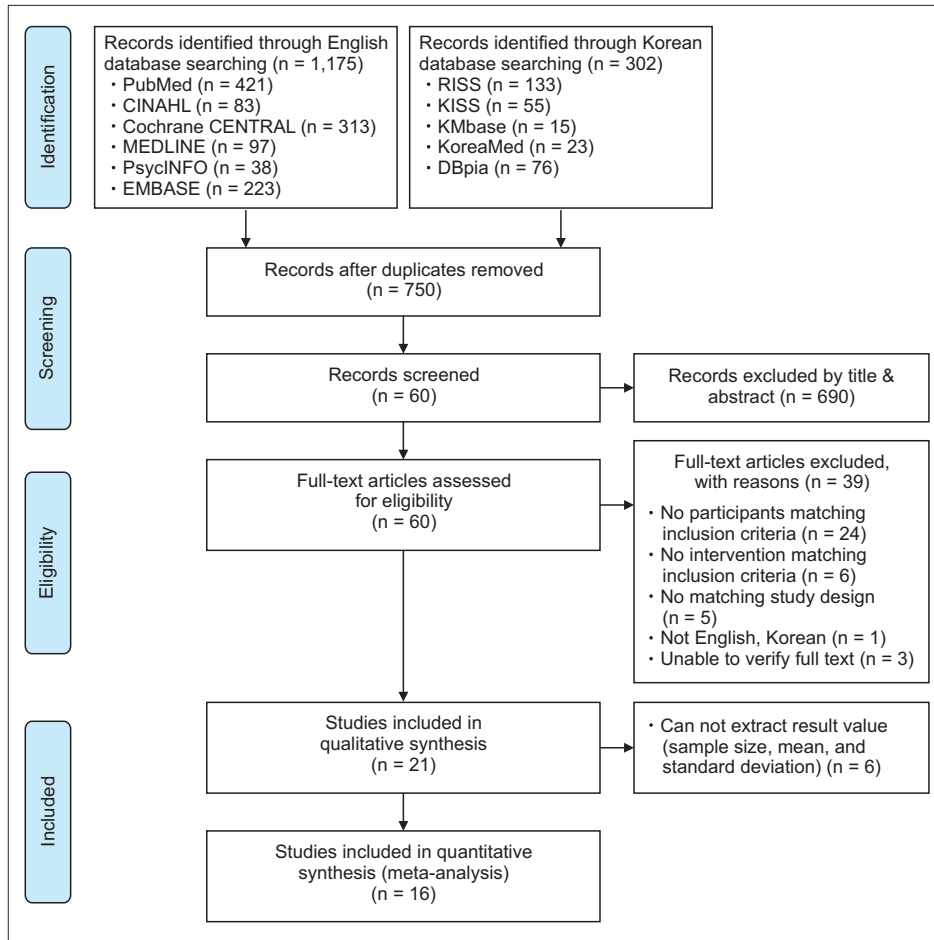 Identification
Records identified through English
database searching (n = 1,175)
・PubMed (n = 421)
・CINAHL (n = 83)
・Cochrane CENTRAL (n = 313)
・MEDLINE (n = 97)
・PsycINFO (n = 38)
・EMBASE (n = 223)
Records identified through Korean
database searching (n = 302)
・RISS (n = 133)
・KISS (n = 55)
・KMbase (n = 15)
・KoreaMed (n = 23)
・DBpia (n = 76)
Screening
Records after duplicates removed
(n = 750)
Records screened
(n = 60)
Records excluded by title &
abstract (n = 690)
Eligibility
Full-text articles assessed
for eligibility
(n = 60)
Full-text articles excluded,
with reasons (n = 39)
・No participants matching
inclusion criteria (n = 24)
・No intervention matching
inclusion criteria (n = 6)
・No matching study design
(n = 5)
・Not English, Korean (n = 1)
・Unable to verify full text (n = 3)
Included
Studies included in
qualitative synthesis
(n = 21)
・Can not extract result value
(sample size, mean, and
standard deviation) (n = 6)
Studies included in quantitative
synthesis (meta-analysis)
(n = 16)